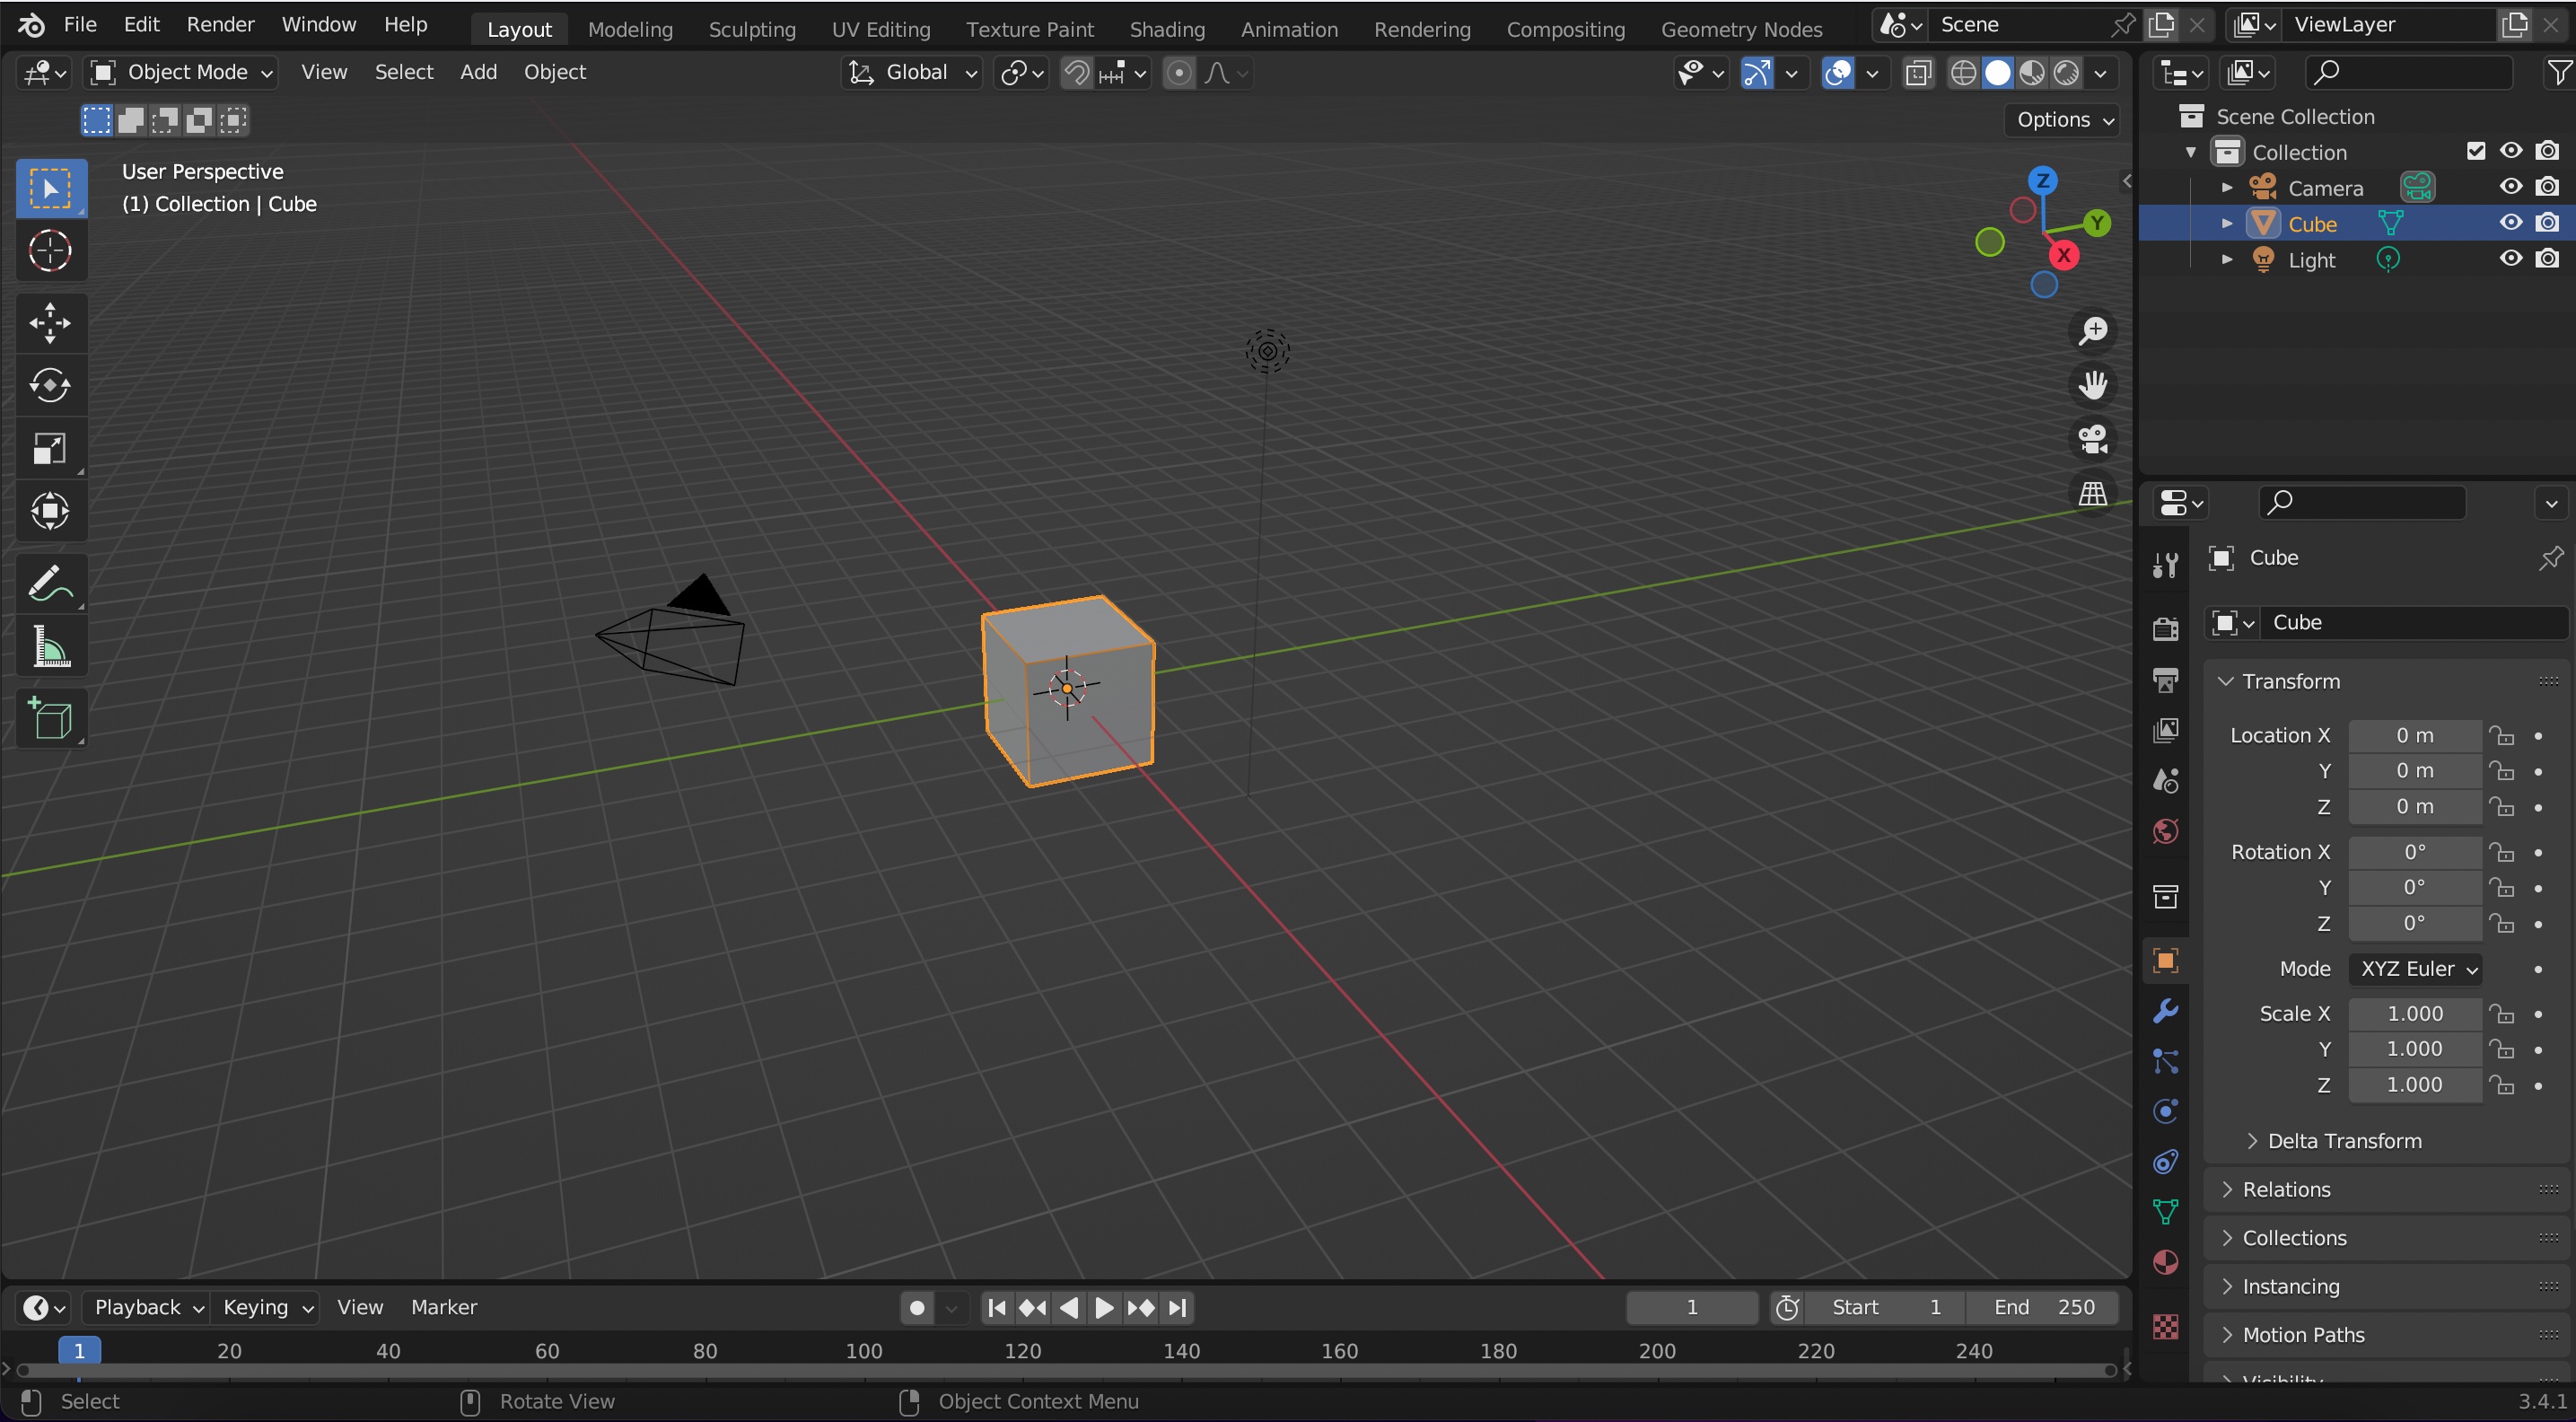 File Edit Render Window Help Layout Modeling Sculpting UV Editing Texture Paint Shading Animation Rendering Compositing Geometry Nodes Scene ViewLayer
Object Mode View Select Add Object Global
Options
User Perspective
(1) Collection | Cube
Z
Y
X
Scene Collection
Collection
Camera
Cube
Light
Cube
Cube
Transform
Location X 0 m
Y 0 m
Z 0 m
Rotation X 0°
Y 0°
Z 0°
Mode XYZ Euler
Scale X 1.000
Y 1.000
Z 1.000
Delta Transform
Relations
Collections
Instancing
Motion Paths
Visibility
Playback Keying View Marker 1 Start 1 End 250
1 20 40 60 80 100 120 140 160 180 200 220 240
Select Rotate View Object Context Menu 3.4.1